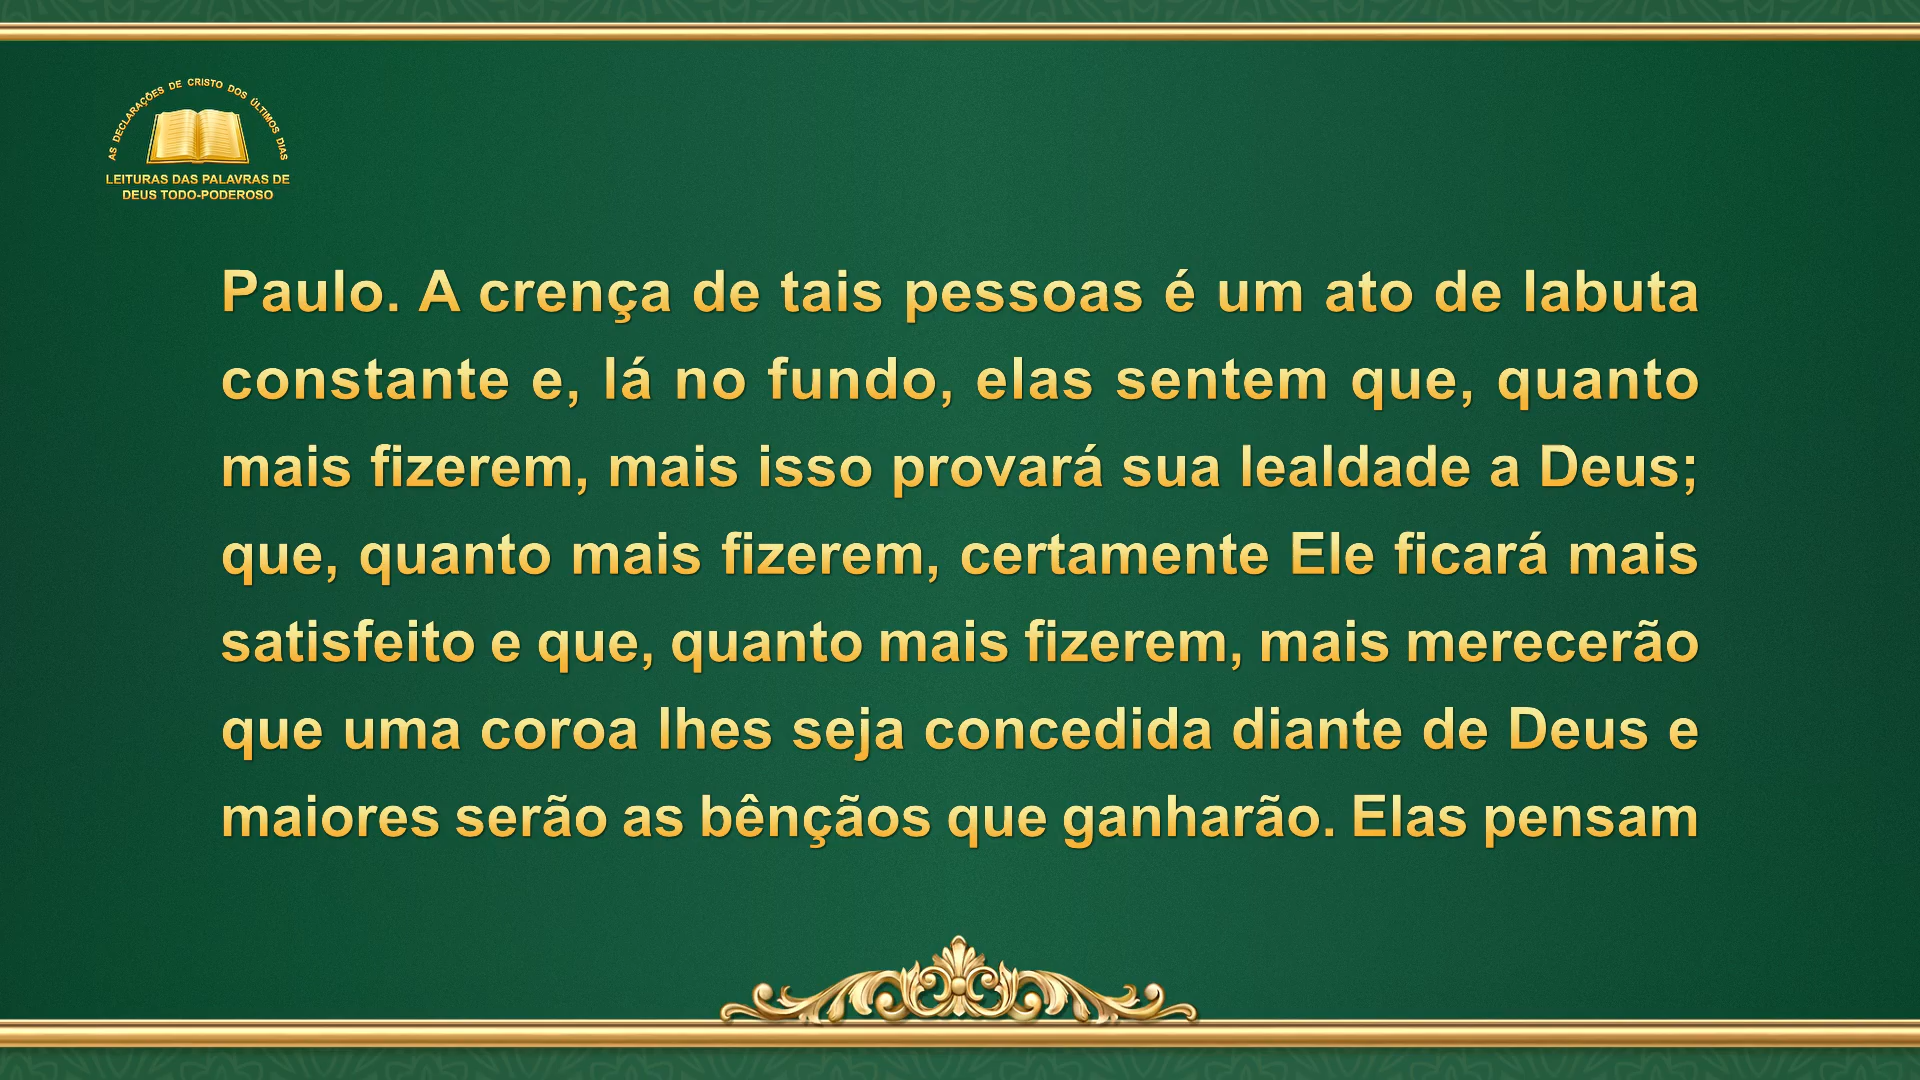 AS DECLARAÇÕES DE CRISTO DOS ÚLTIMOS DIAS
LEITURAS DAS PALAVRAS DE
DEUS TODO-PODEROSO
Paulo. A crença de tais pessoas é um ato de labuta
constante e, lá no fundo, elas sentem que, quanto
mais fizerem, mais isso provará sua lealdade a Deus;
que, quanto mais fizerem, certamente Ele ficará mais
satisfeito e que, quanto mais fizerem, mais merecerão
que uma coroa lhes seja concedida diante de Deus e
maiores serão as bênçãos que ganharão. Elas pensam